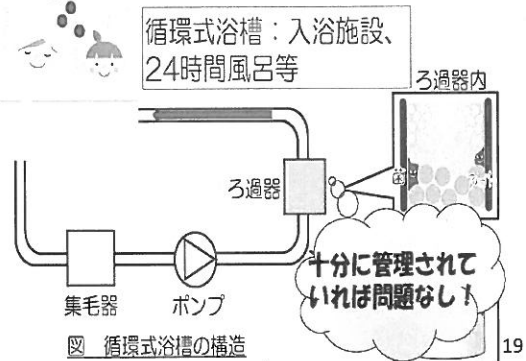 循環式浴槽：入浴施設、
24時間風呂等
ろ過器内
ろ過器
菌
十分に管理されて
いれば問題なし！
集毛器
ポンプ
図 循環式浴槽の構造
19